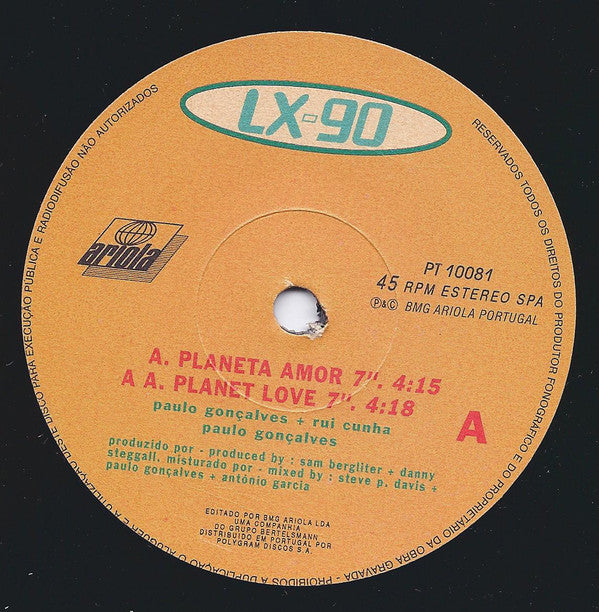 LX-90
ariola
PT 10081
45 RPM ESTEREO SPA
Ⓟ&Ⓒ BMG ARIOLA PORTUGAL
A. PLANETA AMOR 7". 4:15
A A. PLANET LOVE 7". 4:18
A
paulo gonçalves + rui cunha
paulo gonçalves
produzido por - produced by : sam bergliter + danny
steggall, misturado por - mixed by : steve p. davis +
paulo gonçalves + antónio garcia
EDITADO POR BMG ARIOLA LDA
UMA COMPANHIA
DO GRUPO BERTELSMANN
DISTRIBUIDO EM PORTUGAL POR
POLYGRAM DISCOS S.A.
RESERVADOS TODOS OS DIREITOS DO PRODUTOR FONOGRÁFICO E DO PROPRIETÁRIO DA OBRA GRAVADA - PROIBIDOS A DUPLICAÇÃO O ALUGUER E A UTILIZAÇÃO DESTE DISCO PARA EXECUÇÃO PÚBLICA E RADIODIFUSÃO NÃO AUTORIZADOS